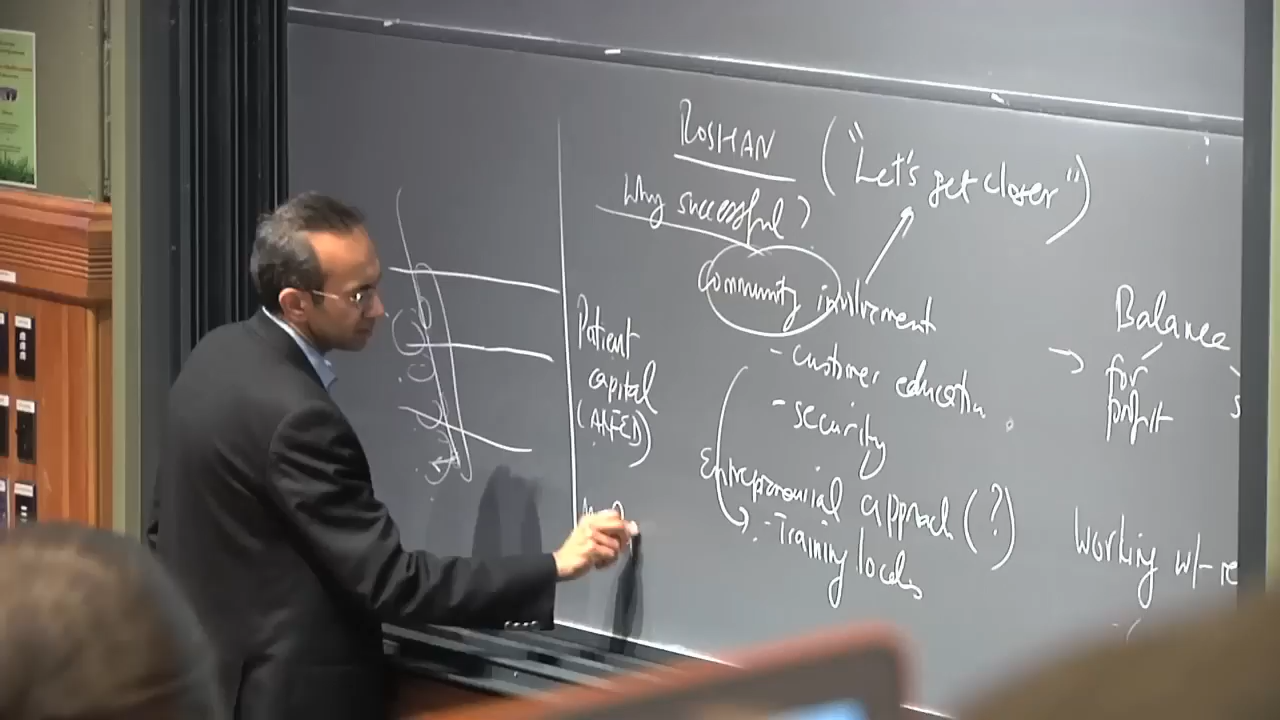 ROSHAN ("Let's get closer")
Why successful?
Community involvement
- customer education
- security
Entrepreneurial approach (?)
- Training locals
Patient
capital
(AKFED)
Balance
for
profit
Working w/